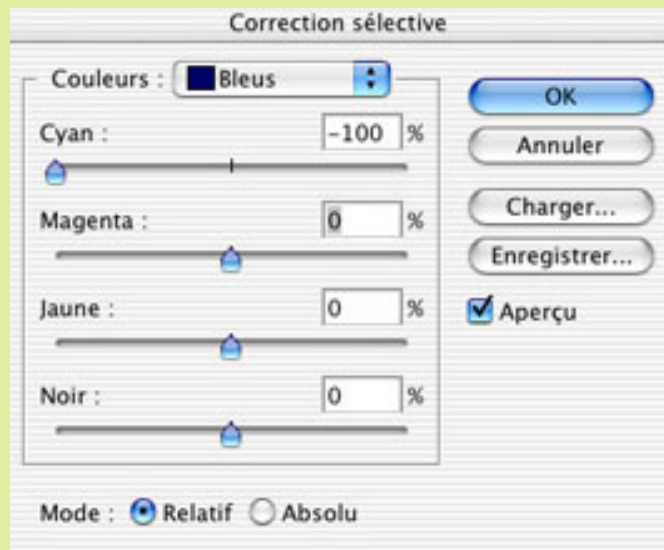 Correction sélective
Couleurs : Bleus
OK
Cyan : -100 %
Annuler
Magenta : 0 %
Charger...
Enregistrer...
Jaune : 0 %
Aperçu
Noir : 0 %
Mode : Relatif Absolu